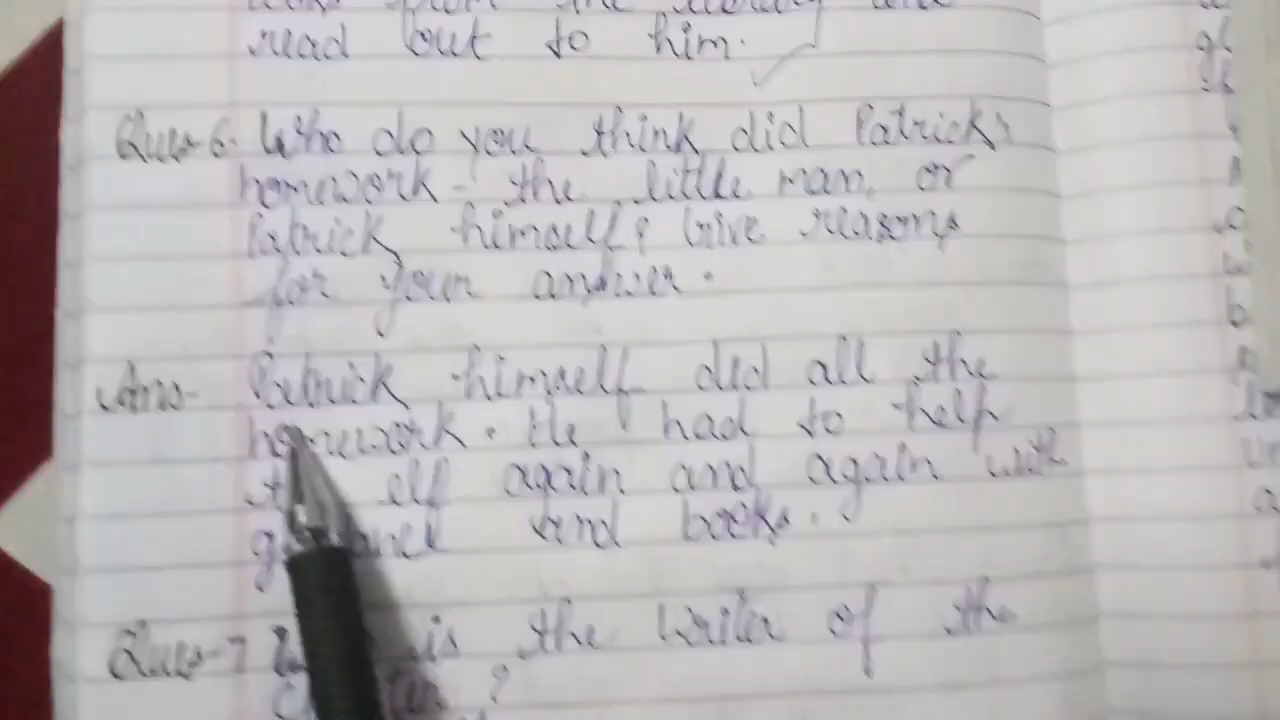 read out to him.
Ques-6. Who do you think did Patrick's
homework - the little man, or
Patrick himself? Give reasons
for your answer.
Ans- Patrick himself did all the
homework. He had to help
elf again and again with
and books.
Ques-7 is the writer of the
?